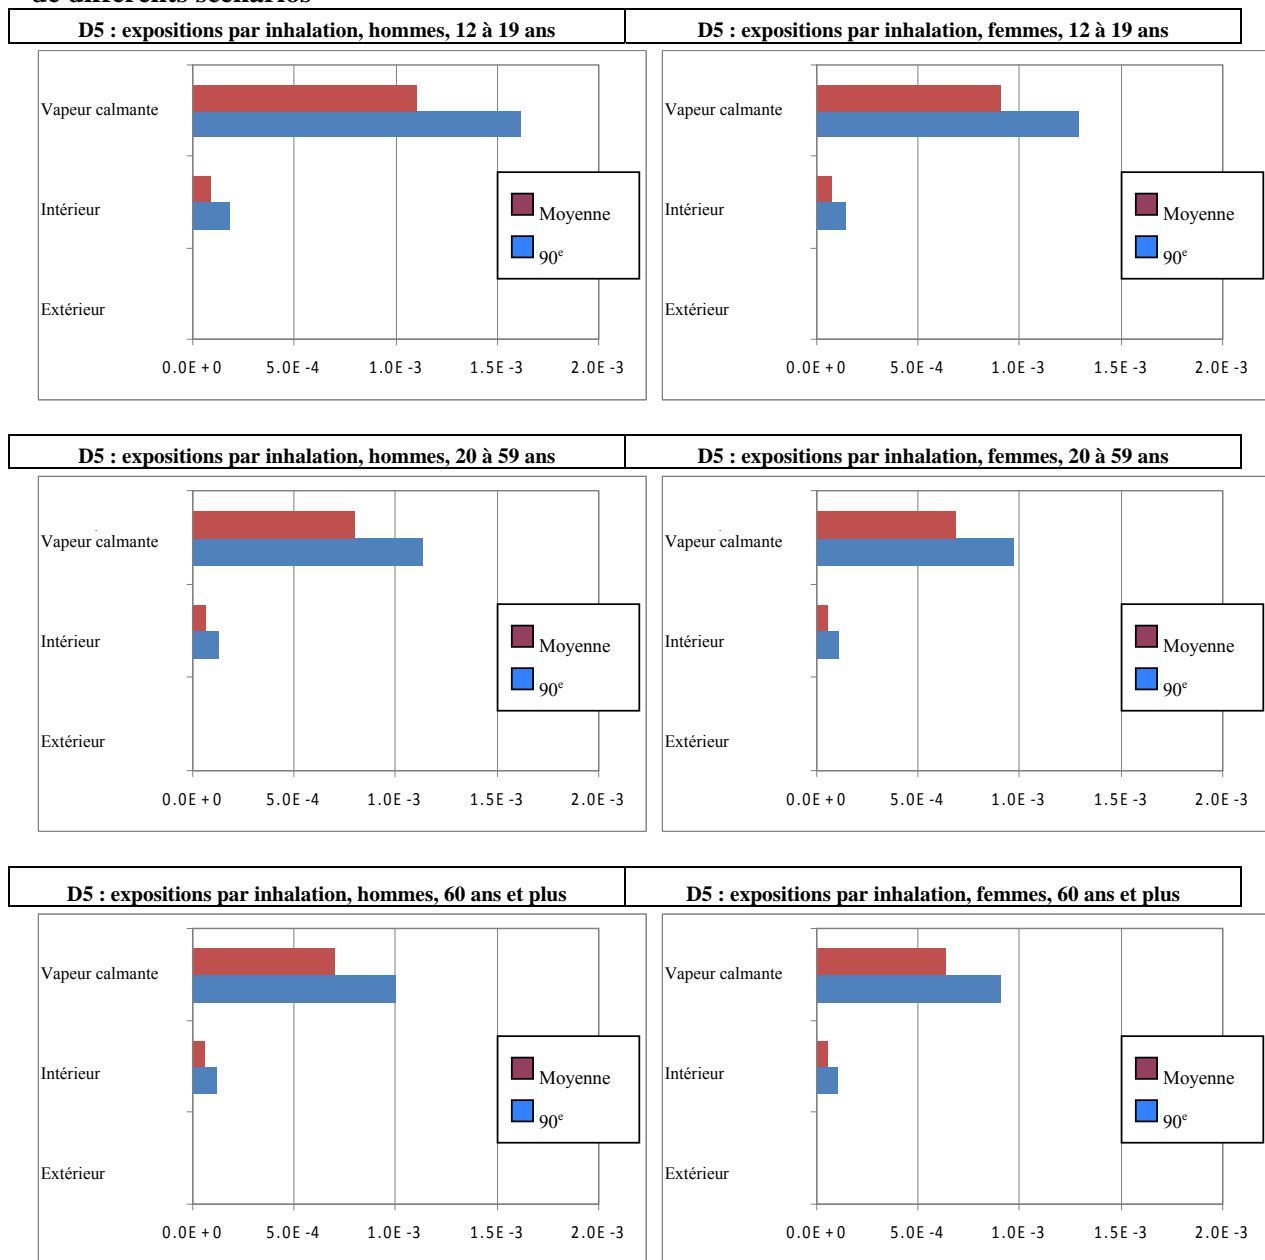 de différents scénarios
D5 : expositions par inhalation, hommes, 12 à 19 ans
D5 : expositions par inhalation, femmes, 12 à 19 ans
Vapeur calmante
Intérieur
Extérieur
Moyenne
90e
0.0E + 0 5.0E -4 1.0E -3 1.5E -3 2.0E -3
Vapeur calmante
Intérieur
Extérieur
Moyenne
90e
0.0E + 0 5.0E -4 1.0E -3 1.5E -3 2.0E -3
D5 : expositions par inhalation, hommes, 20 à 59 ans
D5 : expositions par inhalation, femmes, 20 à 59 ans
Vapeur calmante
Intérieur
Extérieur
Moyenne
90e
0.0E + 0 5.0E -4 1.0E -3 1.5E -3 2.0E -3
Vapeur calmante
Intérieur
Extérieur
Moyenne
90e
0.0E + 0 5.0E -4 1.0E -3 1.5E -3 2.0E -3
D5 : expositions par inhalation, hommes, 60 ans et plus
D5 : expositions par inhalation, femmes, 60 ans et plus
Vapeur calmante
Intérieur
Extérieur
Moyenne
90e
0.0E + 0 5.0E -4 1.0E -3 1.5E -3 2.0E -3
Vapeur calmante
Intérieur
Extérieur
Moyenne
90e
0.0E + 0 5.0E -4 1.0E -3 1.5E -3 2.0E -3